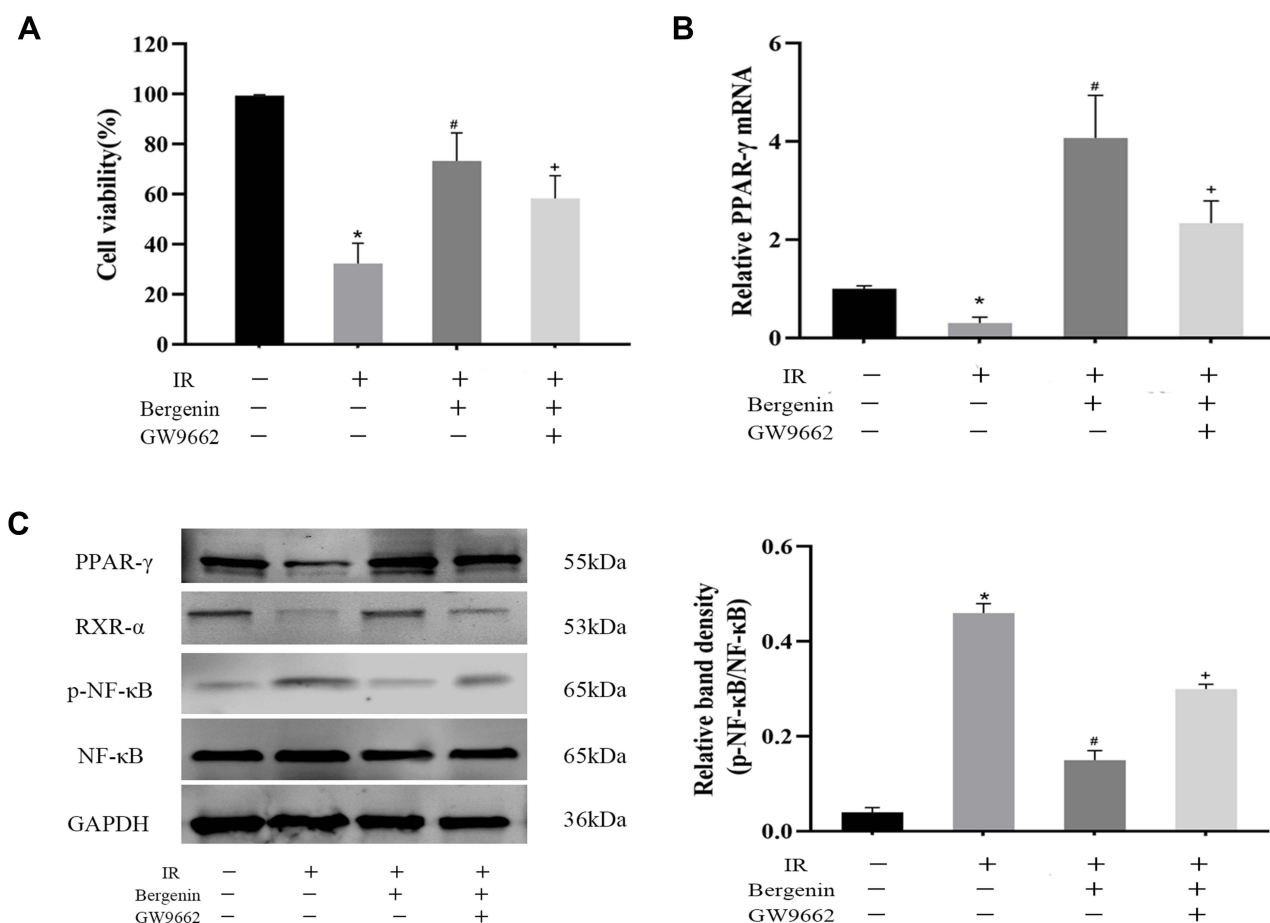 A
120
100
80
60
40
20
0
Cell viability(%)
*
#
+
IR − + + +
Bergenin − − + +
GW9662 − − − +
B
6
4
2
0
Relative PPAR-γ mRNA
*
#
+
IR − + + +
Bergenin − − + +
GW9662 − − − +
C
PPAR-γ 55kDa
RXR-α 53kDa
p-NF-κB 65kDa
NF-κB 65kDa
GAPDH 36kDa
IR − + + +
Bergenin − − + +
GW9662 − − − +
0.6
0.4
0.2
0.0
Relative band density
(p-NF-κB/NF-κB)
*
#
+
IR − + + +
Bergenin − − + +
GW9662 − − − +